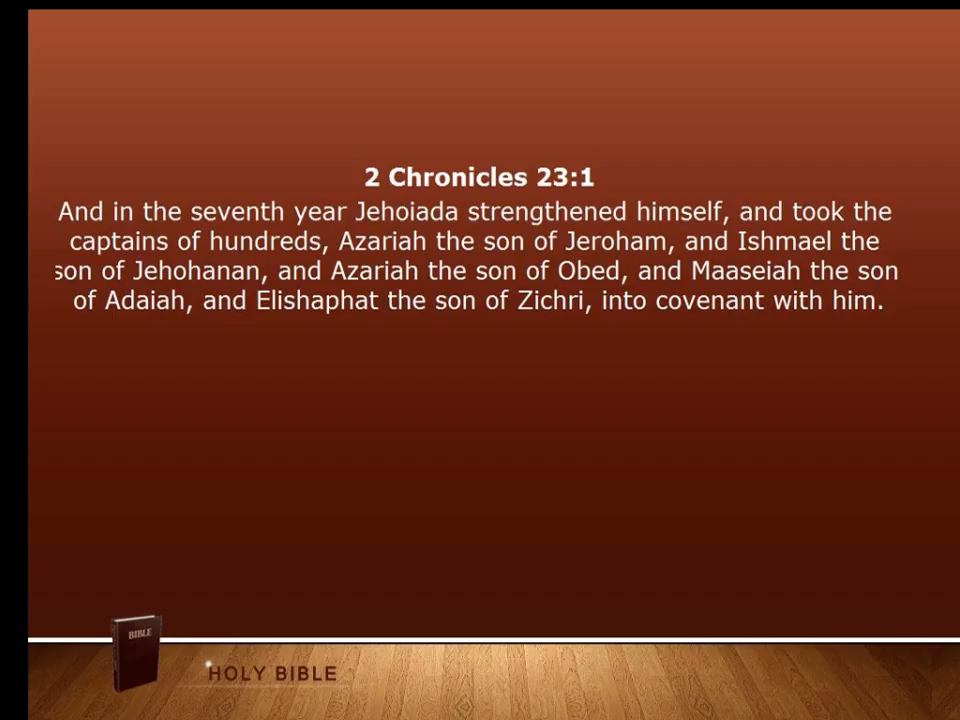 2 Chronicles 23:1
And in the seventh year Jehoiada strengthened himself, and took the
captains of hundreds, Azariah the son of Jeroham, and Ishmael the
son of Jehohanan, and Azariah the son of Obed, and Maaseiah the son
of Adaiah, and Elishaphat the son of Zichri, into covenant with him.
BIBLE
HOLY BIBLE